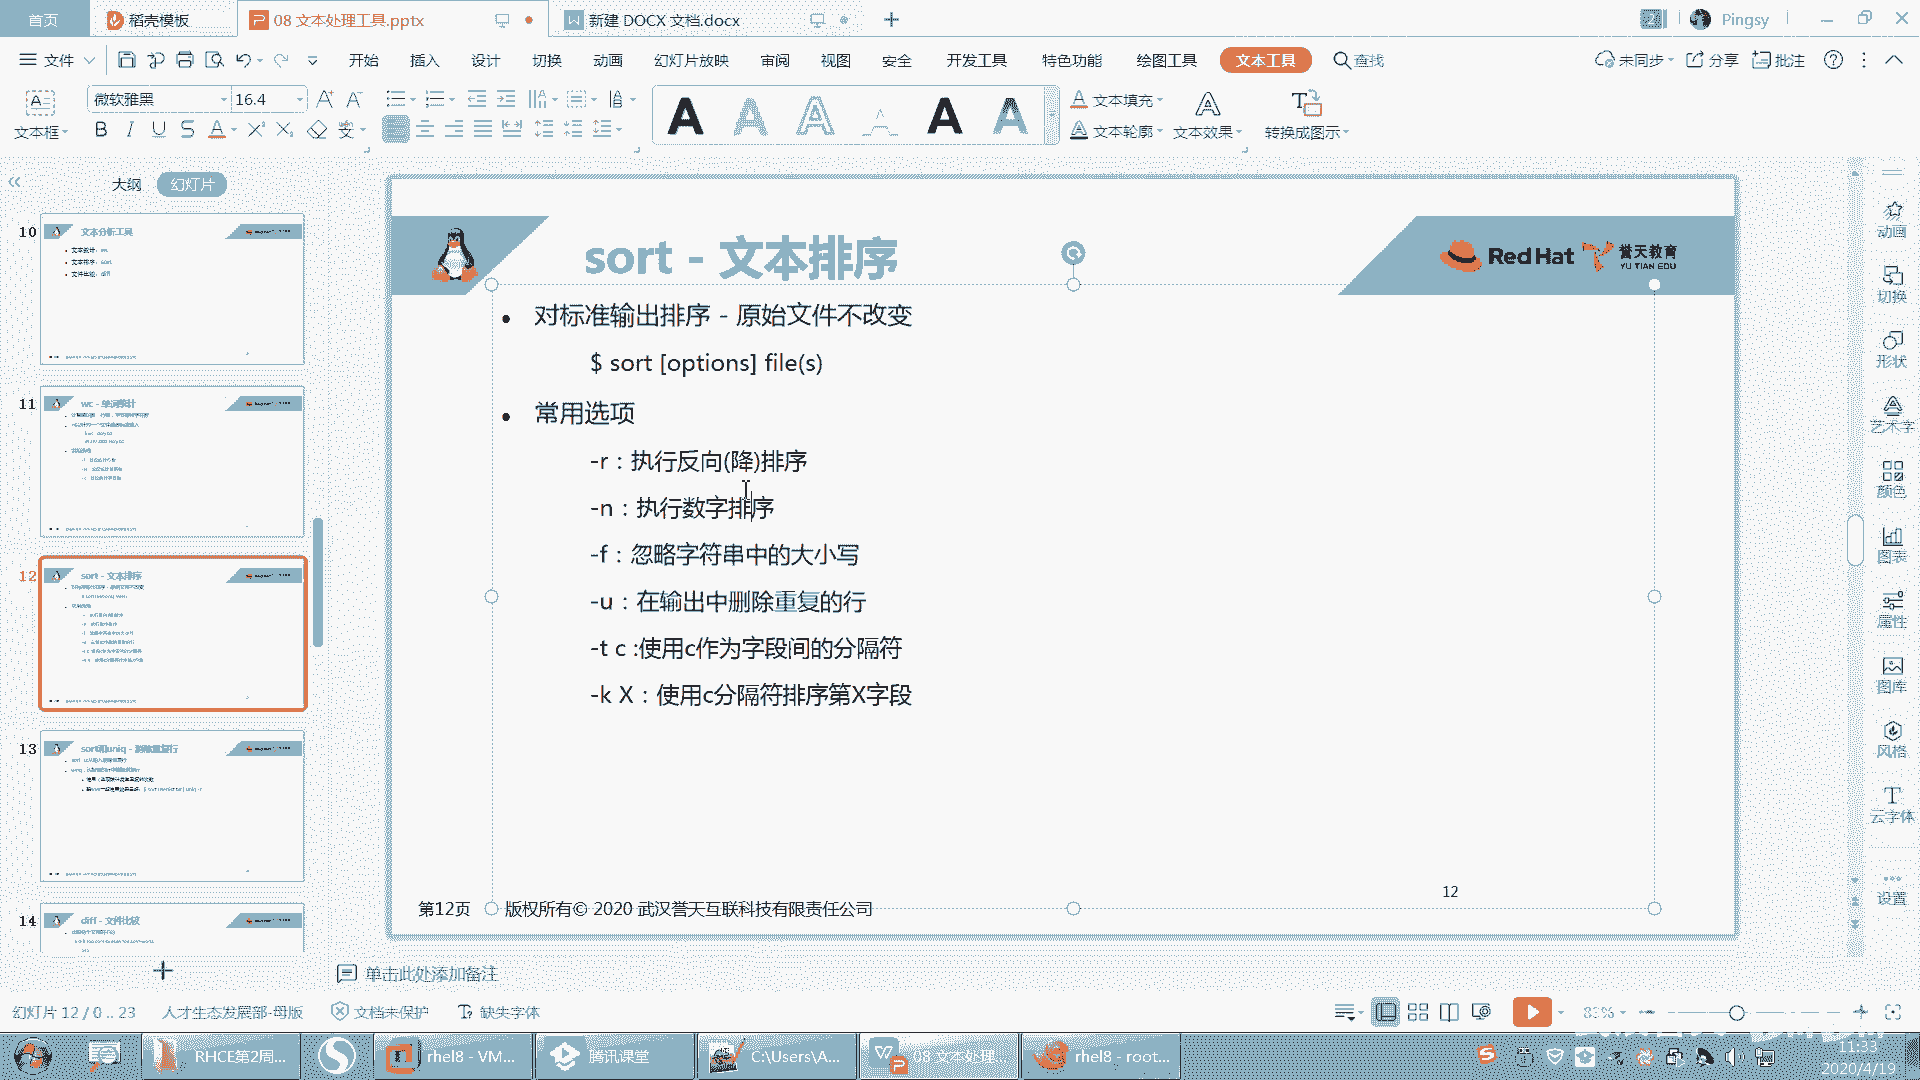 首页
稻壳模板
08 文本处理工具.pptx
新建 DOCX 文档.docx
Pingsy
文件
开始 插入 设计 切换 动画 幻灯片放映 审阅 视图 安全 开发工具 特色功能 绘图工具 文本工具 查找
未同步 分享 批注
微软雅黑 16.4
文本填充
文本框
文本轮廓 文本效果 转换成图示
大纲 幻灯片
10 文本分析工具
11 wc - 单词统计
12 sort - 文本排序
13 sort和uniq - 删除重复行
14 diff - 文件比较
sort - 文本排序
Red Hat 誉天教育
YU TIAN EDU
• 对标准输出排序 - 原始文件不改变
$ sort [options] file(s)
• 常用选项
-r：执行反向(降)排序
-n：执行数字排序
-f：忽略字符串中的大小写
-u：在输出中删除重复的行
-t c :使用c作为字段间的分隔符
-k X：使用c分隔符排序第X字段
12
第12页 版权所有© 2020 武汉誉天互联科技有限责任公司
动画
切换
形状
艺术字
颜色
图表
属性
图库
风格
云字体
设置
单击此处添加备注
幻灯片 12 / 0 .. 23 人才生态发展部-母版 文档未保护 缺失字体
RHCE第2周...
rhel8 - VM...
腾讯课堂
C:\Users\A...
08 文本处理...
rhel8 - root...
11:33
2020/4/19